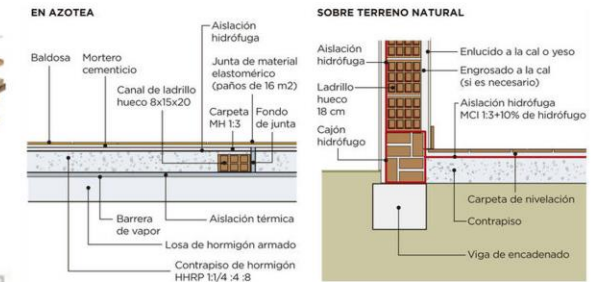 EN AZOTEA
Aislación
hidrófuga
Baldosa
Mortero
cementicio
Junta de material
elastomérico
(paños de 16 m2)
Canal de ladrillo
hueco 8x15x20
Carpeta
MH 1:3
Fondo
de junta
Barrera
de vapor
Aislación térmica
Losa de hormigón armado
Contrapiso de hormigón
HHRP 1:1/4 :4 :8
SOBRE TERRENO NATURAL
Aislación
hidrófuga
Ladrillo
hueco
18 cm
Cajón
hidrófugo
Enlucido a la cal o yeso
Engrosado a la cal
(si es necesario)
Aislación hidrófuga
MCI 1:3+10% de hidrófugo
Carpeta de nivelación
Contrapiso
Viga de encadenado